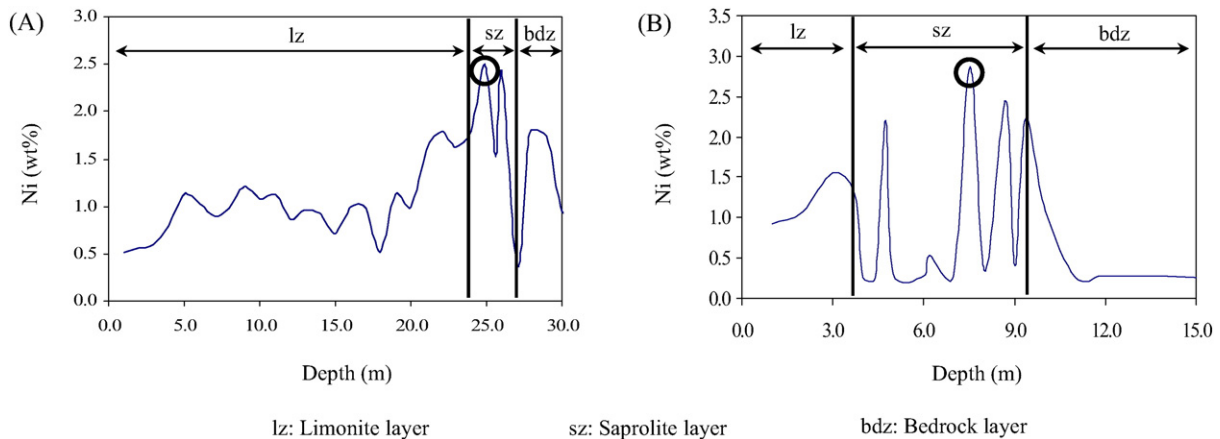 (A)
3.0
2.5
2.0
1.5
1.0
0.5
0.0
Ni (wt%)
lz
sz
bdz
0.0 5.0 10.0 15.0 20.0 25.0 30.0
Depth (m)
(B)
3.5
3.0
2.5
2.0
1.5
1.0
0.5
0.0
Ni (wt%)
lz
sz
bdz
0.0 3.0 6.0 9.0 12.0 15.0
Depth (m)
lz: Limonite layer
sz: Saprolite layer
bdz: Bedrock layer